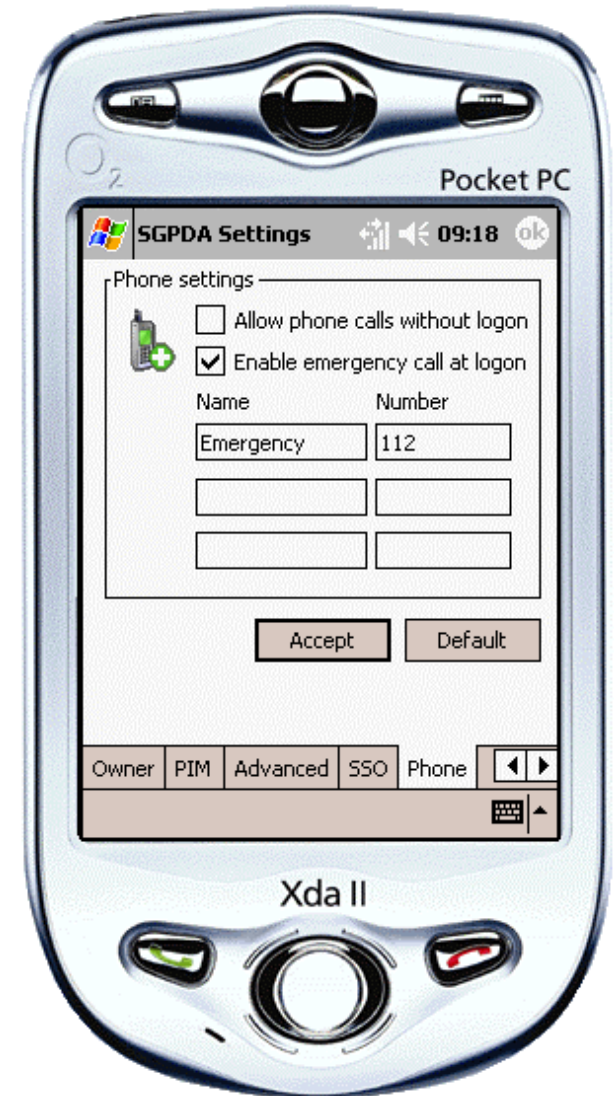 O2
Pocket PC
SGPDA Settings 09:18 ok
Phone settings
Allow phone calls without logon
Enable emergency call at logon
Name Number
Emergency 112
Accept Default
Owner PIM Advanced SSO Phone
Xda II